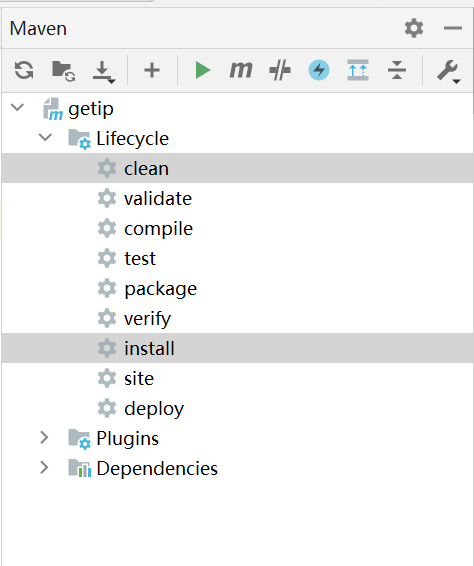 Maven
getip
Lifecycle
clean
validate
compile
test
package
verify
install
site
deploy
Plugins
Dependencies